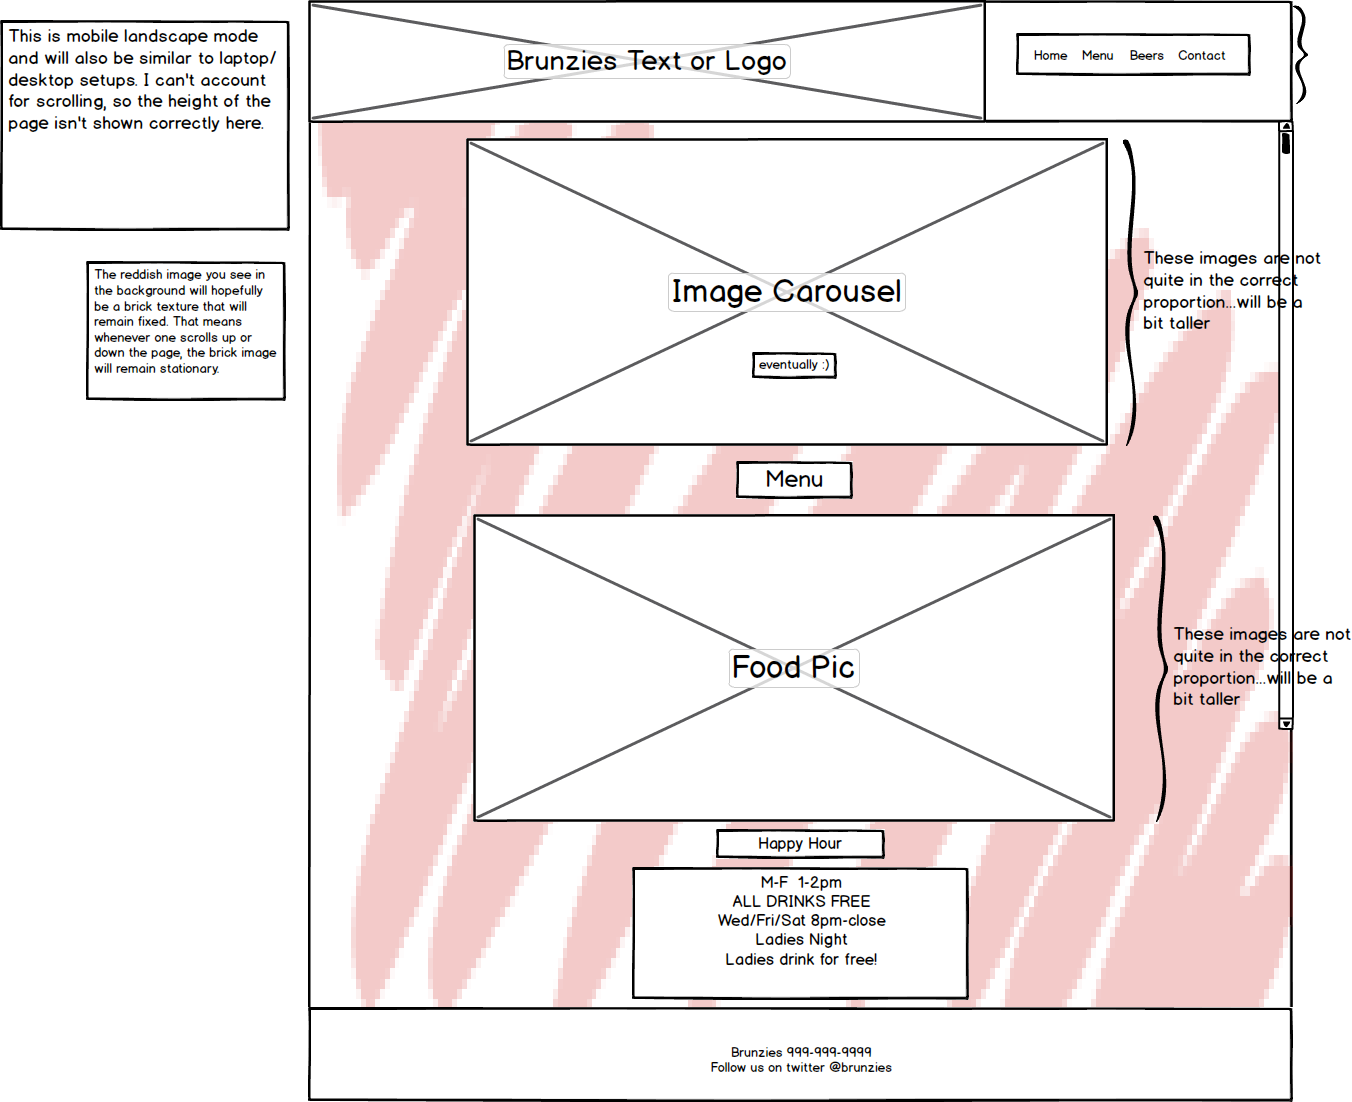 This is mobile landscape mode
and will also be similar to laptop/
desktop setups. I can't account
for scrolling, so the height of the
page isn't shown correctly here.
The reddish image you see in
the background will hopefully
be a brick texture that will
remain fixed. That means
whenever one scrolls up or
down the page, the brick image
will remain stationary.
Brunzies Text or Logo
Home Menu Beers Contact
Image Carousel
eventually :)
These images are not
quite in the correct
proportion...will be a
bit taller
Menu
Food Pic
These images are not
quite in the correct
proportion...will be a
bit taller
Happy Hour
M-F 1-2pm
ALL DRINKS FREE
Wed/Fri/Sat 8pm-close
Ladies Night
Ladies drink for free!
Brunzies 999-999-9999
Follow us on twitter @brunzies